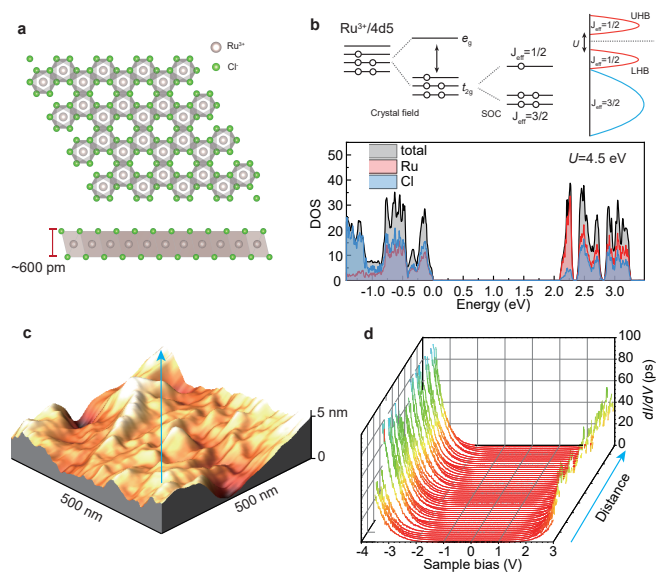 a
Ru³⁺
Cl⁻
~600 pm
b
Ru³⁺/4d5
e_g
t_2g
Crystal field
SOC
J_eff=1/2
J_eff=3/2
UHB
J_eff=1/2
U
J_eff=1/2
LHB
J_eff=3/2
total
Ru
Cl
U=4.5 eV
DOS
50
40
30
20
10
0
-1.0 -0.5 0.0 0.5 1.0 1.5 2.0 2.5 3.0
Energy (eV)
c
5 nm
0
500 nm
500 nm
d
100
80
60
40
20
0
dI/dV (ps)
Distance
-4 -3 -2 -1 0 1 2 3
Sample bias (V)